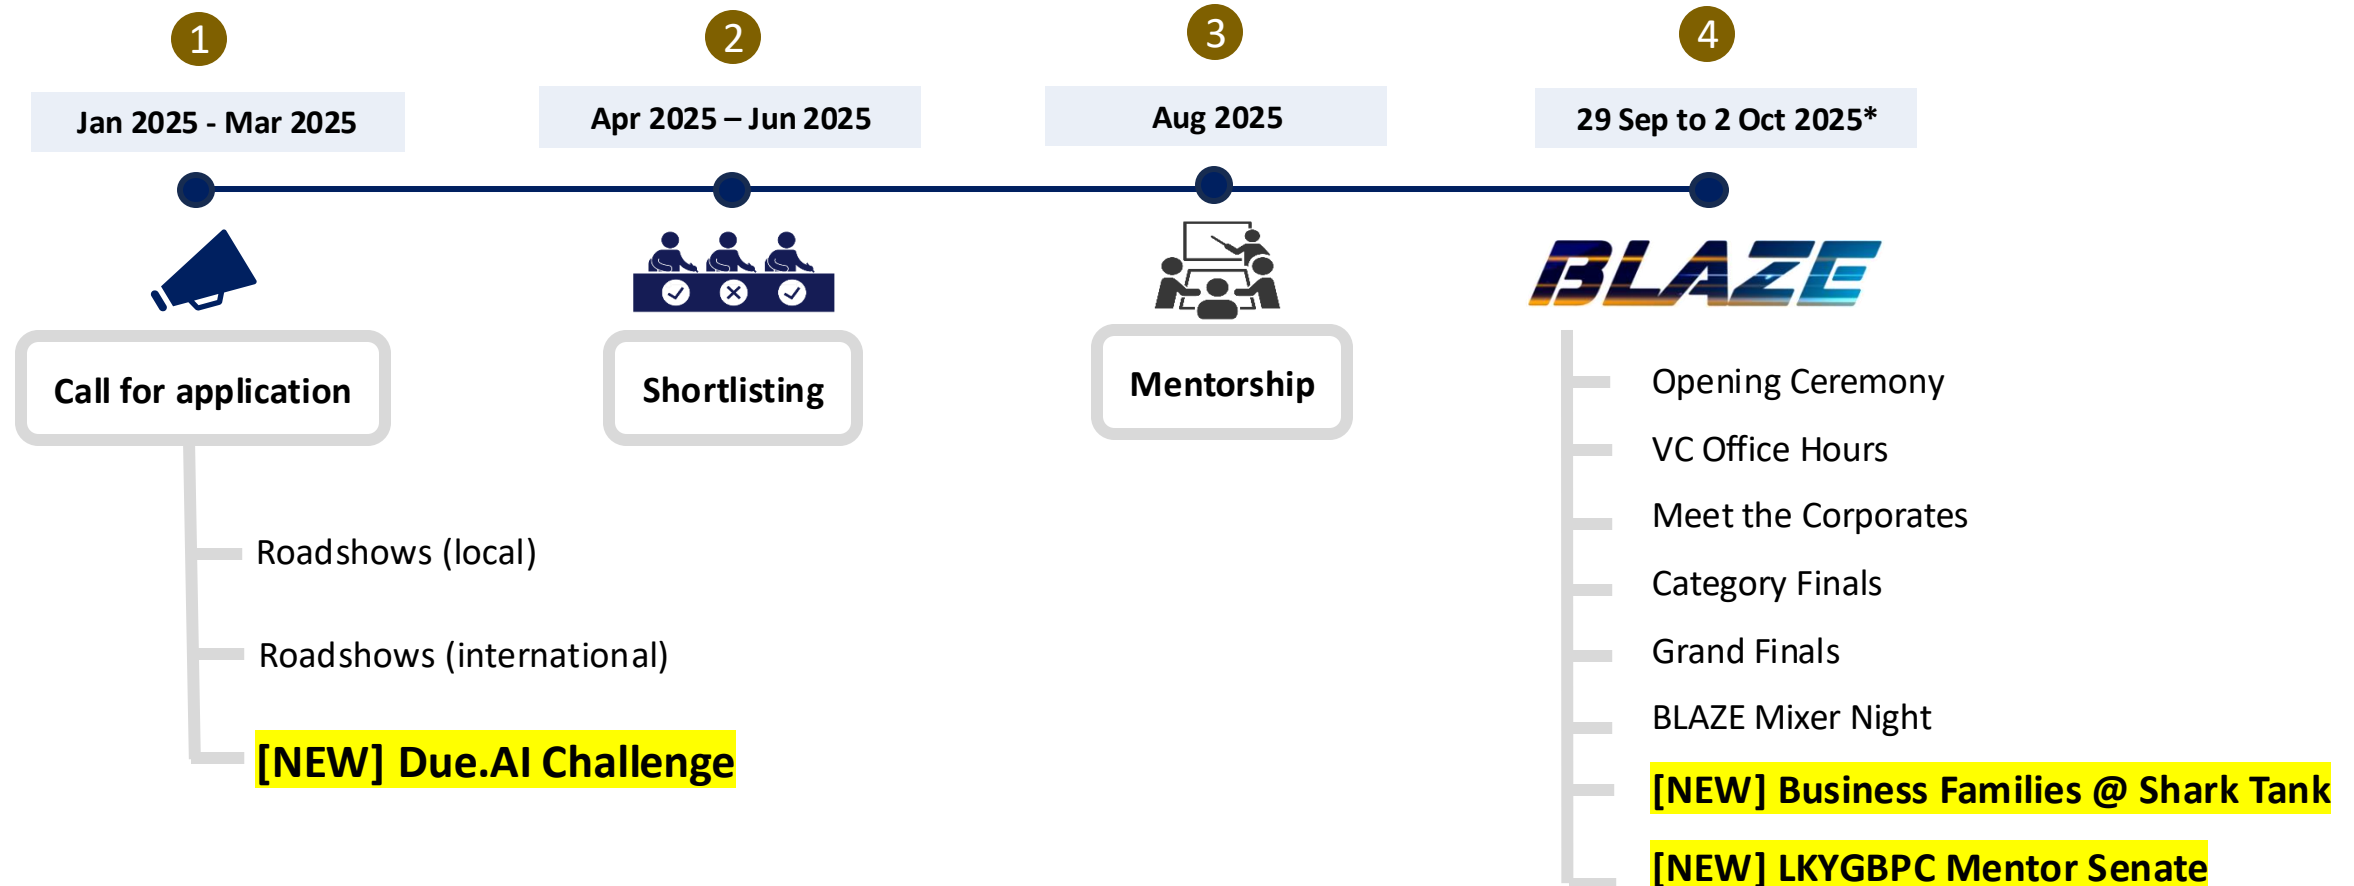 1
2
3
4
Jan 2025 - Mar 2025
Apr 2025 – Jun 2025
Aug 2025
29 Sep to 2 Oct 2025*
BLAZE
Call for application
Shortlisting
Mentorship
Roadshows (local)
Roadshows (international)
[NEW] Due.AI Challenge
Opening Ceremony
VC Office Hours
Meet the Corporates
Category Finals
Grand Finals
BLAZE Mixer Night
[NEW] Business Families @ Shark Tank
[NEW] LKYGBPC Mentor Senate